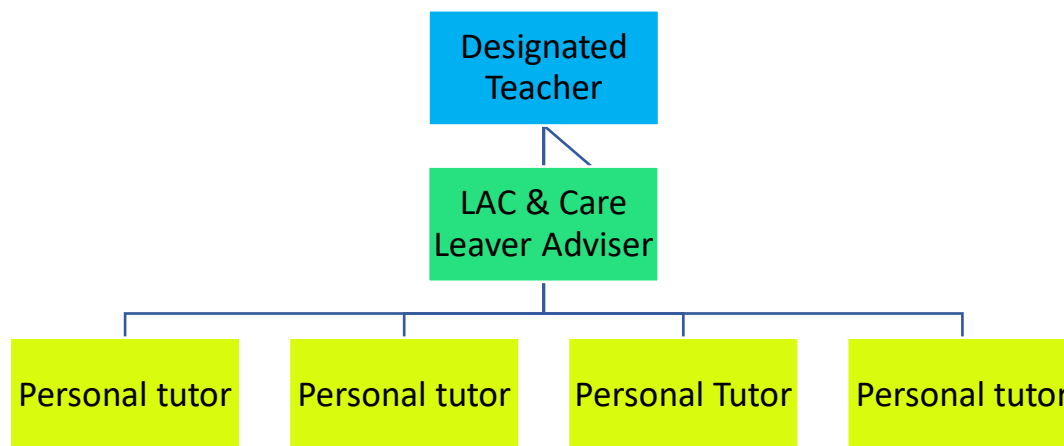 Designated
Teacher
LAC & Care
Leaver Adviser
Personal tutor
Personal tutor
Personal Tutor
Personal tutor